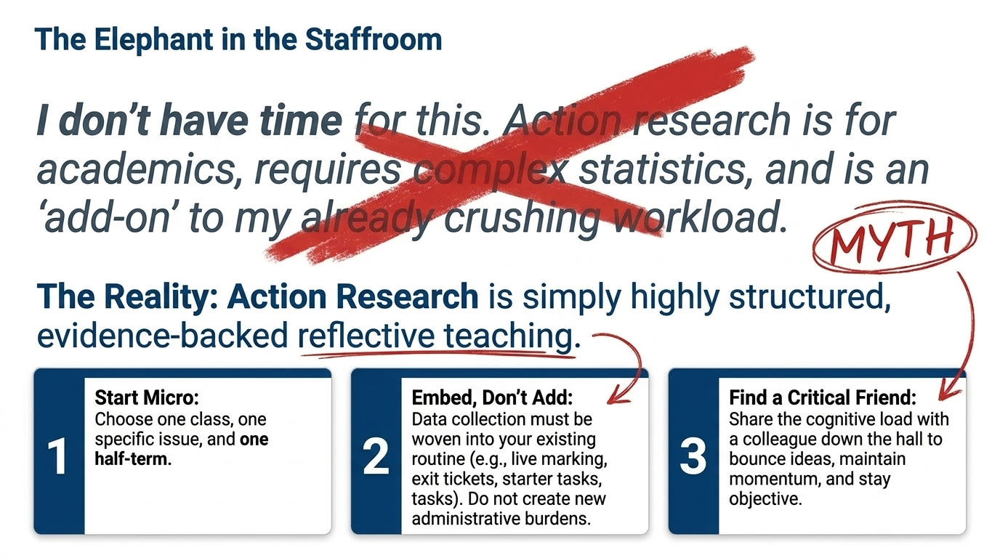 The Elephant in the Staffroom
I don’t have time for this. Action research is for
academics, requires complex statistics, and is an
‘add-on’ to my already crushing workload.
MYTH
The Reality: Action Research is simply highly structured,
evidence-backed reflective teaching.
1
Start Micro:
Choose one class, one
specific issue, and one
half-term.
2
Embed, Don’t Add:
Data collection must be
woven into your existing
routine (e.g., live marking,
exit tickets, starter tasks,
tasks). Do not create new
administrative burdens.
3
Find a Critical Friend:
Share the cognitive load with
a colleague down the hall to
bounce ideas, maintain
momentum, and stay
objective.